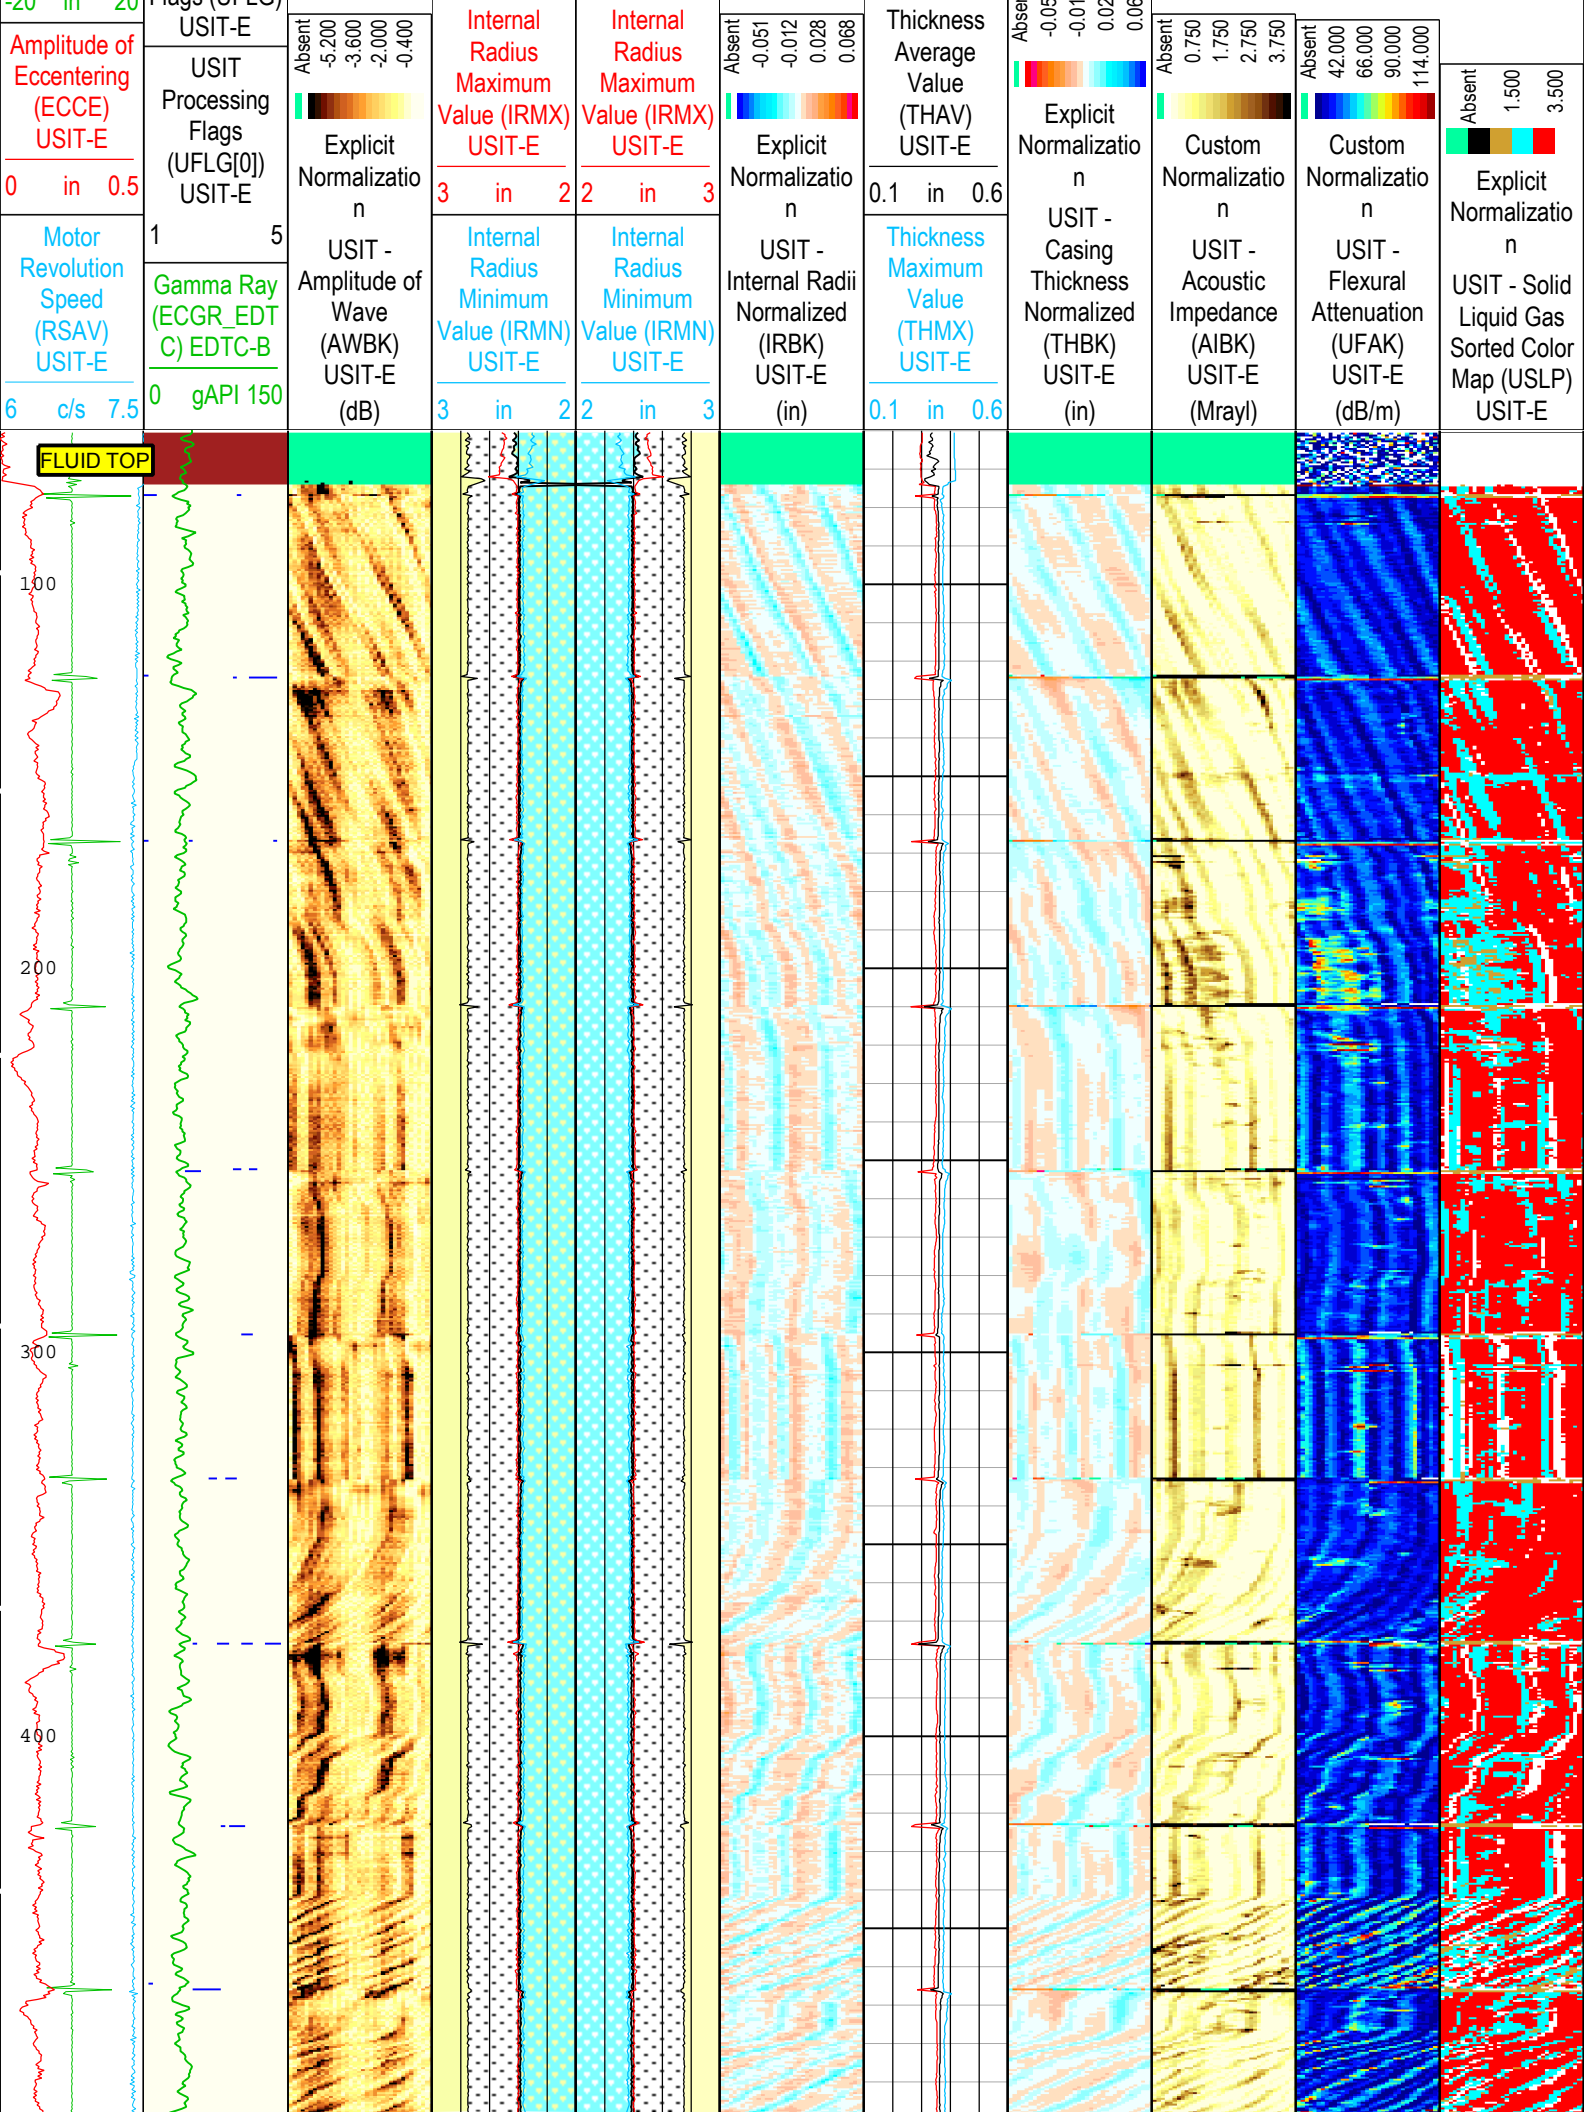 -20 in 20
Amplitude of
Eccentering
(ECCE)
USIT-E
0 in 0.5
Motor
Revolution
Speed
(RSAV)
USIT-E
6 c/s 7.5
Flags (UFLG)
USIT-E
USIT
Processing
Flags
(UFLG[0])
USIT-E
1 5
Gamma Ray
(ECGR_EDT
C) EDTC-B
0 gAPI 150
Absent -5.200 -3.600 -2.000 -0.400
Explicit
Normalizatio
n
USIT -
Amplitude of
Wave
(AWBK)
USIT-E
(dB)
Internal
Radius
Maximum
Value (IRMX)
USIT-E
3 in 2
Internal
Radius
Minimum
Value (IRMN)
USIT-E
3 in 2
Internal
Radius
Maximum
Value (IRMX)
USIT-E
2 in 3
Internal
Radius
Minimum
Value (IRMN)
USIT-E
2 in 3
Absent -0.051 -0.012 0.028 0.068
Explicit
Normalizatio
n
USIT -
Internal Radii
Normalized
(IRBK)
USIT-E
(in)
Thickness
Average
Value
(THAV)
USIT-E
0.1 in 0.6
Thickness
Maximum
Value
(THMX)
USIT-E
0.1 in 0.6
Explicit
Normalizatio
n
USIT -
Casing
Thickness
Normalized
(THBK)
USIT-E
(in)
Absent 0.750 1.750 2.750 3.750
Custom
Normalizatio
n
USIT -
Acoustic
Impedance
(AIBK)
USIT-E
(Mrayl)
Absent 42.000 66.000 90.000 114.000
Custom
Normalizatio
n
USIT -
Flexural
Attenuation
(UFAK)
USIT-E
(dB/m)
Absent 1.500 3.500
Explicit
Normalizatio
n
USIT - Solid
Liquid Gas
Sorted Color
Map (USLP)
USIT-E
FLUID TOP
100
200
300
400